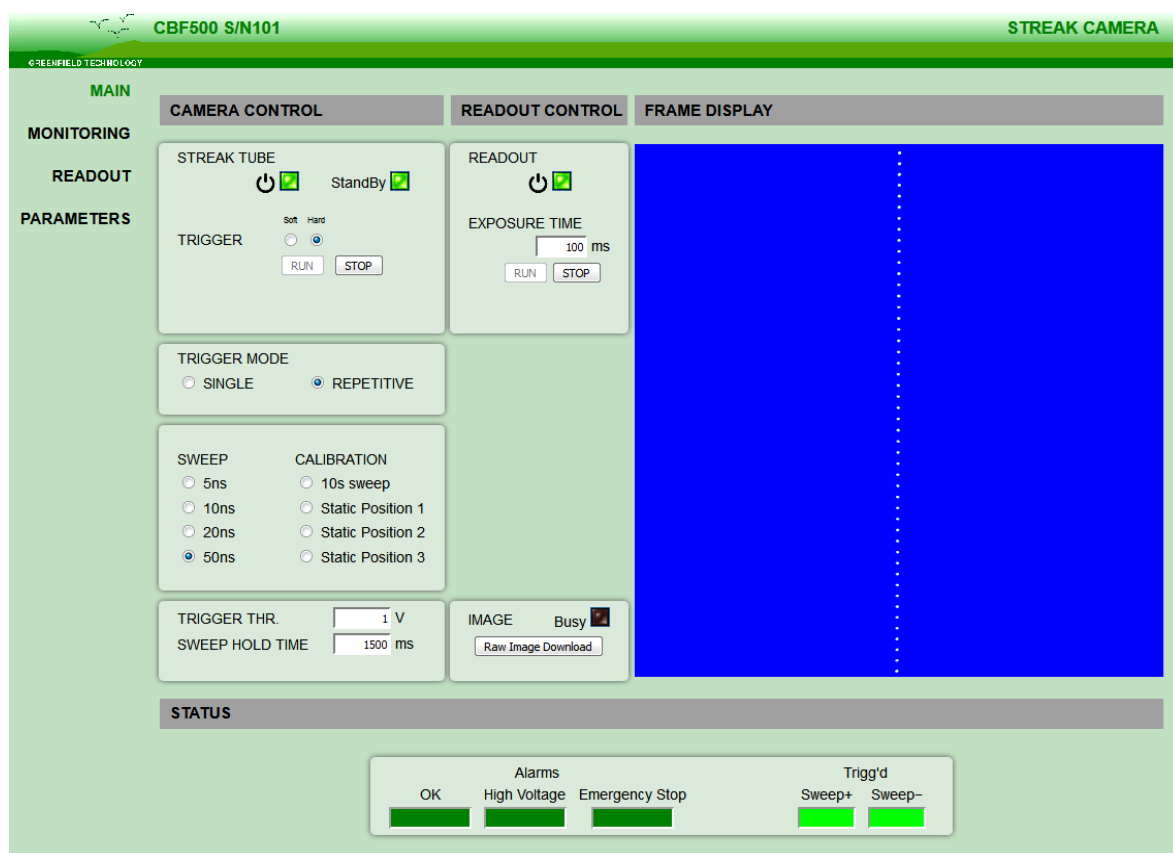 CBF500 S/N101
STREAK CAMERA
GREENFIELD TECHNOLOGY
MAIN
MONITORING
READOUT
PARAMETERS
CAMERA CONTROL
STREAK TUBE
StandBy
Soft Hard
TRIGGER
RUN STOP
TRIGGER MODE
SINGLE REPETITIVE
SWEEP CALIBRATION
5ns 10s sweep
10ns Static Position 1
20ns Static Position 2
50ns Static Position 3
TRIGGER THR. 1 V
SWEEP HOLD TIME 1500 ms
READOUT CONTROL
READOUT
EXPOSURE TIME
100 ms
RUN STOP
IMAGE Busy
Raw Image Download
FRAME DISPLAY
STATUS
Alarms Trigg'd
OK High Voltage Emergency Stop Sweep+ Sweep−